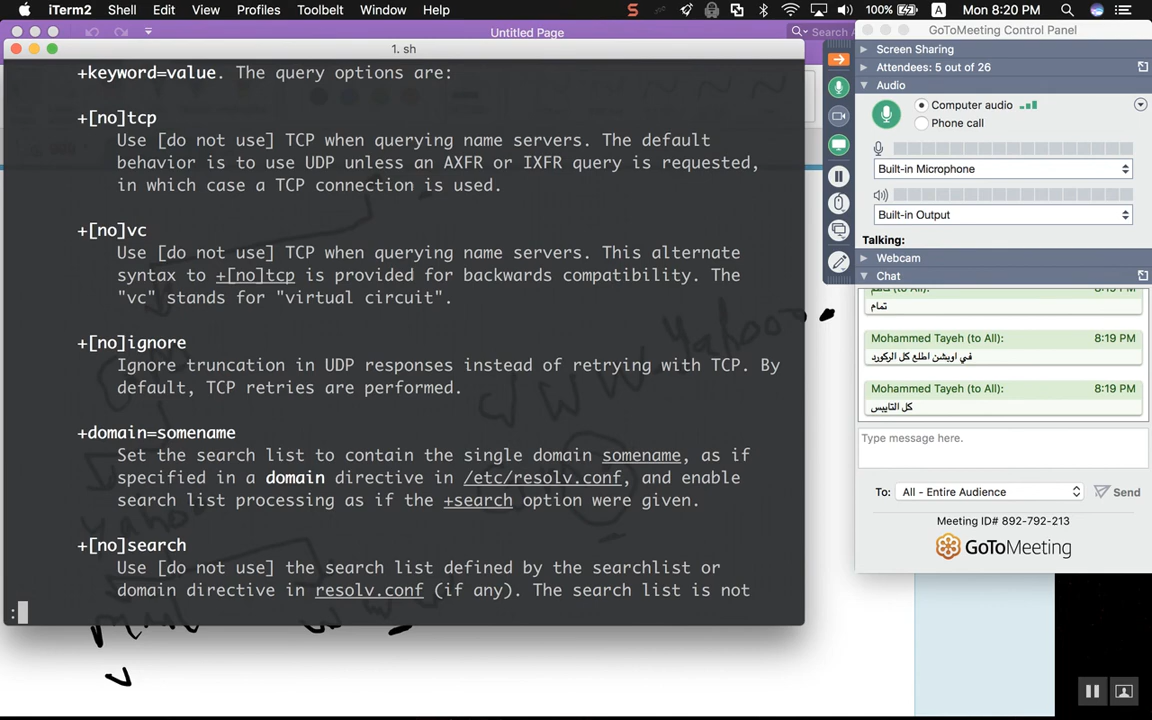 iTerm2 Shell Edit View Profiles Toolbelt Window Help 100% A Mon 8:20 PM
Untitled Page
GoToMeeting Control Panel
1. sh
+keyword=value. The query options are:
+[no]tcp
Use [do not use] TCP when querying name servers. The default
behavior is to use UDP unless an AXFR or IXFR query is requested,
in which case a TCP connection is used.
+[no]vc
Use [do not use] TCP when querying name servers. This alternate
syntax to +[no]tcp is provided for backwards compatibility. The
"vc" stands for "virtual circuit".
+[no]ignore
Ignore truncation in UDP responses instead of retrying with TCP. By
default, TCP retries are performed.
+domain=somename
Set the search list to contain the single domain somename, as if
specified in a domain directive in /etc/resolv.conf, and enable
search list processing as if the +search option were given.
+[no]search
Use [do not use] the search list defined by the searchlist or
domain directive in resolv.conf (if any). The search list is not
:
www yahoo.
yahoo
Screen Sharing
Attendees: 5 out of 26
Audio
Computer audio
Phone call
Built-in Microphone
Built-in Output
Talking:
Webcam
Chat
(to All): 8:19 PM
تمام
Mohammed Tayeh (to All): 8:19 PM
في اوبشن اطلع كل الركورد
Mohammed Tayeh (to All): 8:19 PM
كل التايبس
Type message here.
To: All - Entire Audience Send
Meeting ID# 892-792-213
GoToMeeting